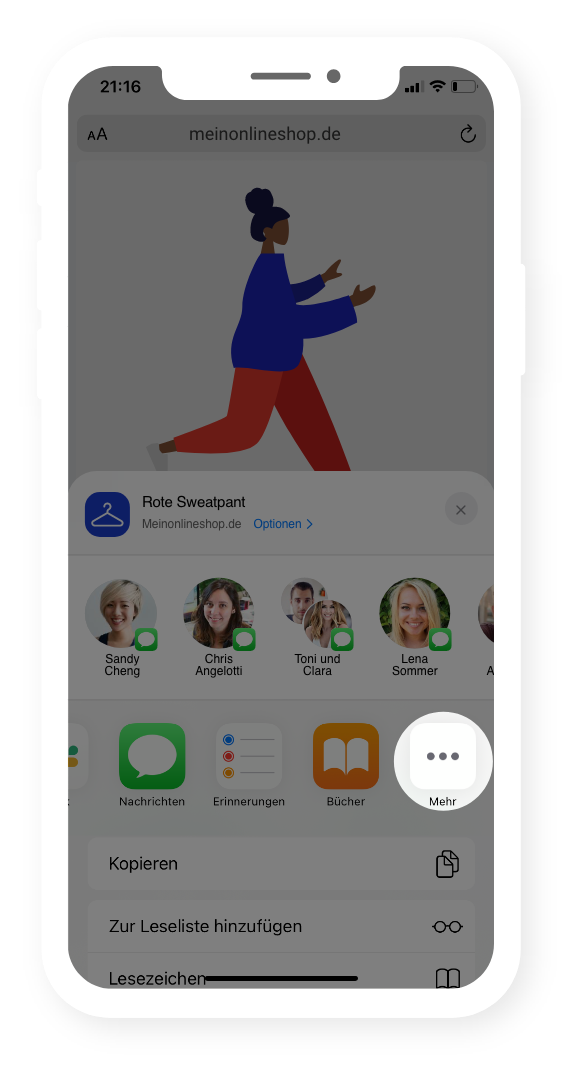 21:16
AA
meinonlineshop.de
Rote Sweatpant
Meinonlineshop.de Optionen
Sandy
Cheng
Chris
Angelotti
Toni und
Clara
Lena
Sommer
Nachrichten
Erinnerungen
Bücher
Mehr
Kopieren
Zur Leseliste hinzufügen
Lesezeichen